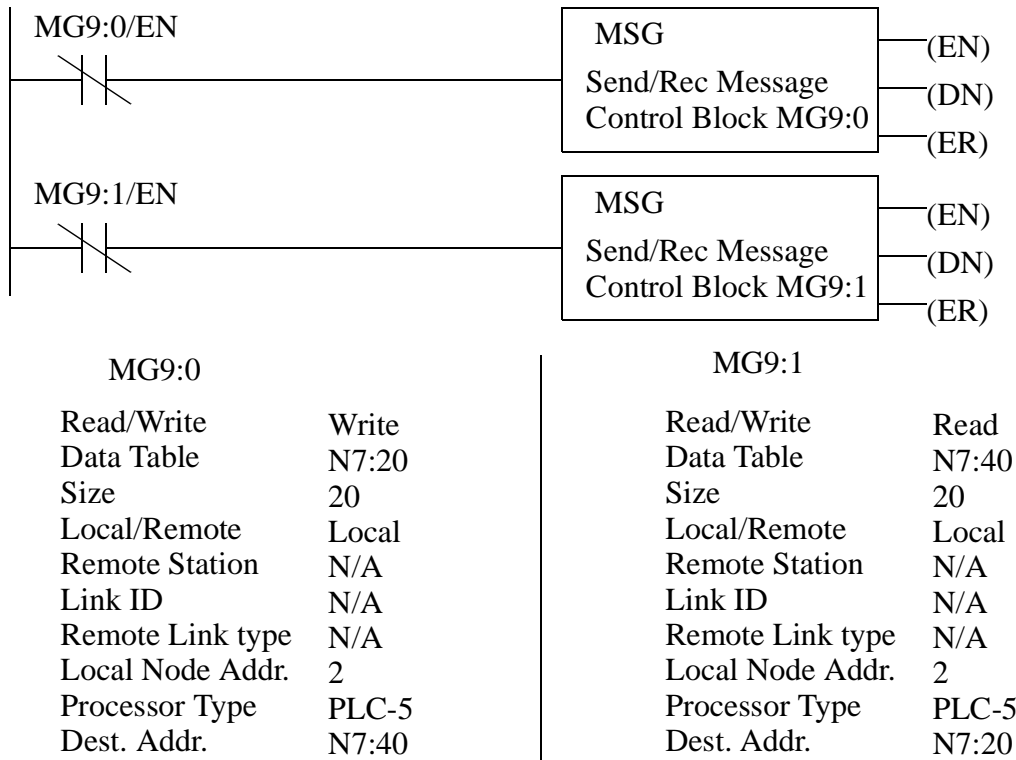 MG9:0/EN
MSG
Send/Rec Message
Control Block MG9:0
(EN)
(DN)
(ER)
MG9:1/EN
MSG
Send/Rec Message
Control Block MG9:1
(EN)
(DN)
(ER)
MG9:0
Read/Write Write
Data Table N7:20
Size 20
Local/Remote Local
Remote Station N/A
Link ID N/A
Remote Link type N/A
Local Node Addr. 2
Processor Type PLC-5
Dest. Addr. N7:40
MG9:1
Read/Write Read
Data Table N7:40
Size 20
Local/Remote Local
Remote Station N/A
Link ID N/A
Remote Link type N/A
Local Node Addr. 2
Processor Type PLC-5
Dest. Addr. N7:20